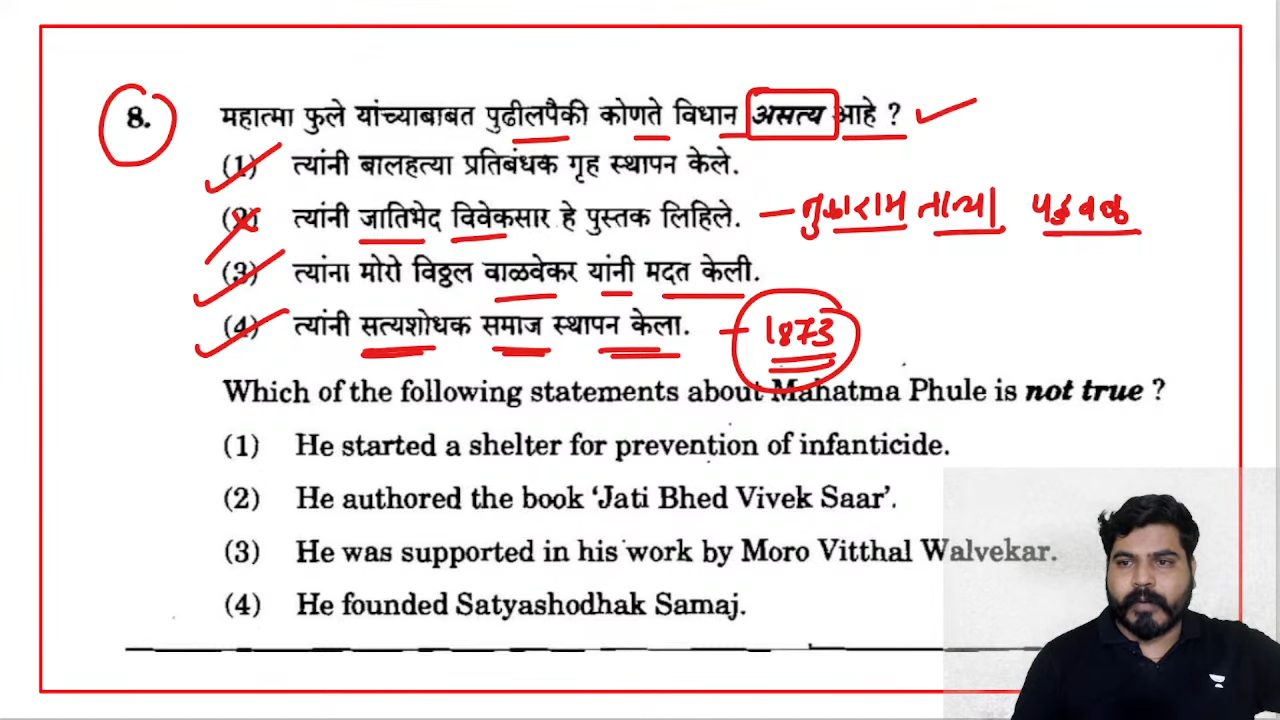 8. महात्मा फुले यांच्याबाबत पुढीलपैकी कोणते विधान असत्य आहे ?
(1) त्यांनी बालहत्या प्रतिबंधक गृह स्थापन केले.
(2) त्यांनी जातिभेद विवेकसार हे पुस्तक लिहिले. – तुकाराम तात्या पडवळ
(3) त्यांना मोरो विठ्ठल वाळवेकर यांनी मदत केली.
(4) त्यांनी सत्यशोधक समाज स्थापन केला. – 1873
Which of the following statements about Mahatma Phule is not true ?
(1) He started a shelter for prevention of infanticide.
(2) He authored the book ‘Jati Bhed Vivek Saar’.
(3) He was supported in his work by Moro Vitthal Walvekar.
(4) He founded Satyashodhak Samaj.